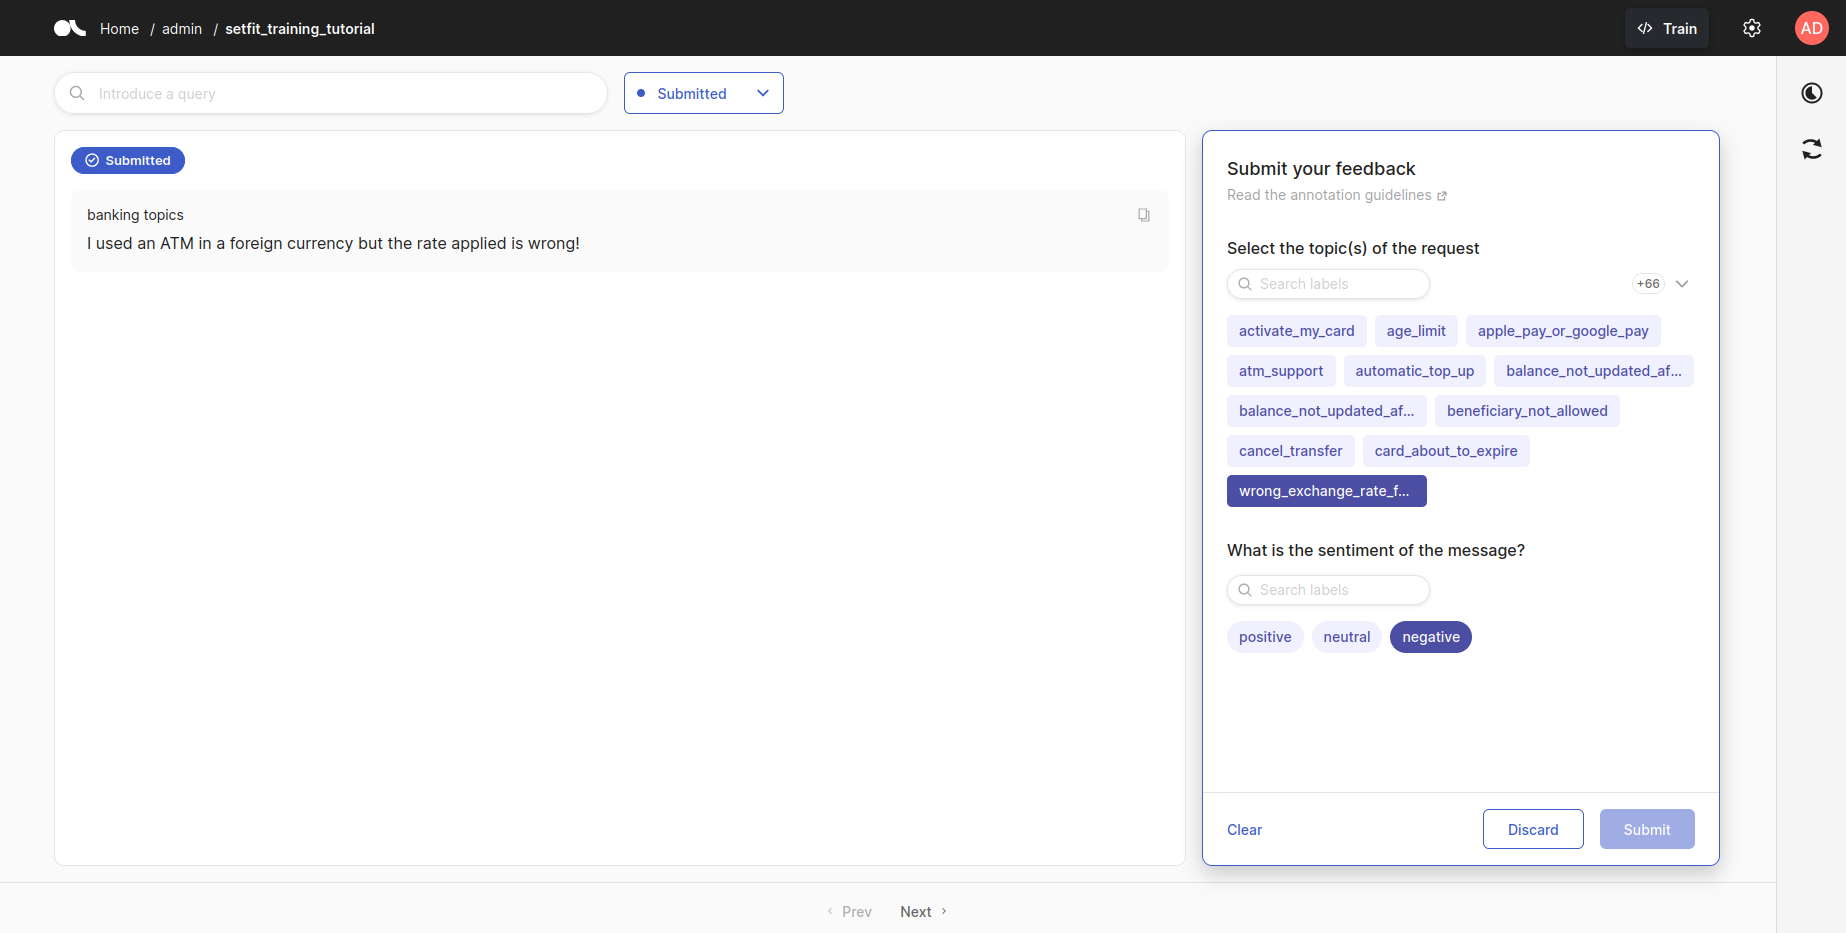 Home / admin / setfit_training_tutorial
Train
AD
Introduce a query
Submitted
Submitted
banking topics
I used an ATM in a foreign currency but the rate applied is wrong!
Submit your feedback
Read the annotation guidelines
Select the topic(s) of the request
Search labels
+66
activate_my_card age_limit apple_pay_or_google_pay
atm_support automatic_top_up balance_not_updated_af...
balance_not_updated_af... beneficiary_not_allowed
cancel_transfer card_about_to_expire
wrong_exchange_rate_f...
What is the sentiment of the message?
Search labels
positive neutral negative
Clear Discard Submit
Prev Next